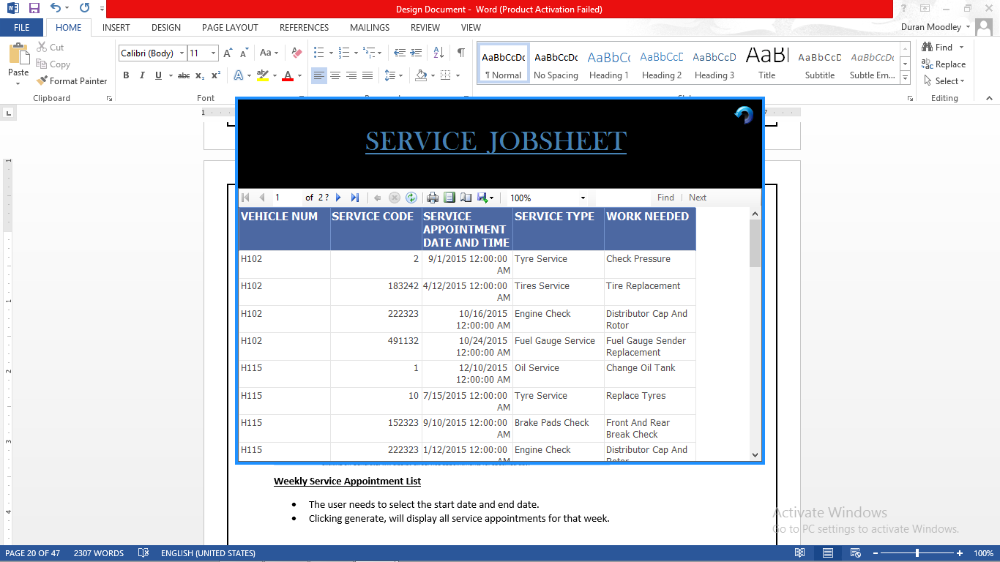 Design Document - Word (Product Activation Failed)
FILE HOME INSERT DESIGN PAGE LAYOUT REFERENCES MAILINGS REVIEW VIEW
Duran Moodley
Paste
Cut
Copy
Format Painter
Clipboard
Calibri (Body) 11
Font
AaBbCcDc
¶ Normal
AaBbCcDc
No Spacing
AaBbCc
Heading 1
AaBbCcD
Heading 2
AaBbCcD
Heading 3
AaBl
Title
AaBbCcD
Subtitle
AaBbCcDc
Subtle Em...
Find
Replace
Select
Editing
SERVICE JOBSHEET
1 of 2 ? 100% Find | Next
VEHICLE NUM
SERVICE CODE
SERVICE
APPOINTMENT
DATE AND TIME
SERVICE TYPE
WORK NEEDED
H102 2 9/1/2015 12:00:00 Tyre Service Check Pressure
AM
H102 183242 4/12/2015 12:00:00 Tires Service Tire Replacement
AM
H102 222323 10/16/2015 Engine Check Distributor Cap And
12:00:00 AM Rotor
H102 491132 10/24/2015 Fuel Gauge Service Fuel Gauge Sender
12:00:00 AM Replacement
H115 1 12/10/2015 Oil Service Change Oil Tank
12:00:00 AM
H115 10 7/15/2015 12:00:00 Tyre Service Replace Tyres
AM
H115 152323 9/10/2015 12:00:00 Brake Pads Check Front And Rear
AM Break Check
H115 222323 1/12/2015 12:00:00 Engine Check Distributor Cap And
AM Rotor
Weekly Service Appointment List
• The user needs to select the start date and end date.
• Clicking generate, will display all service appointments for that week.
Activate Windows
Go to PC settings to activate Windows.
PAGE 20 OF 47 2307 WORDS ENGLISH (UNITED STATES) 100%